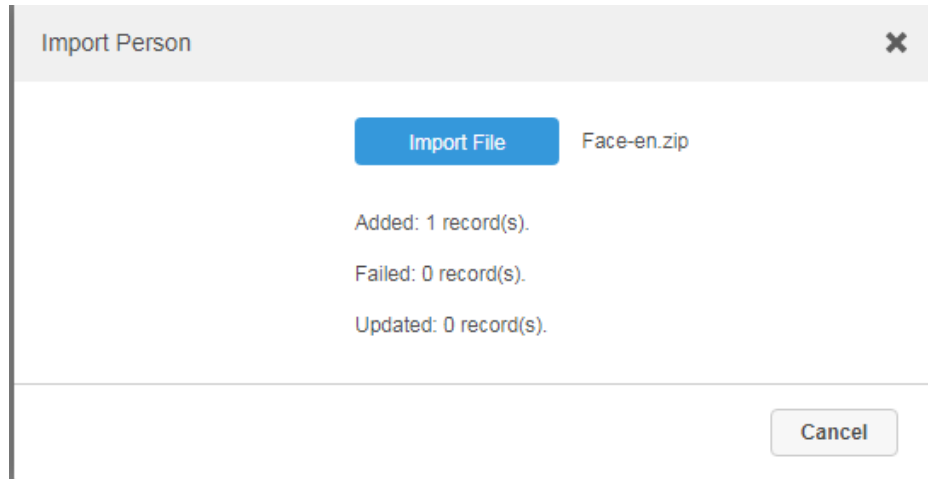 Import Person
Import File Face-en.zip
Added: 1 record(s).
Failed: 0 record(s).
Updated: 0 record(s).
Cancel